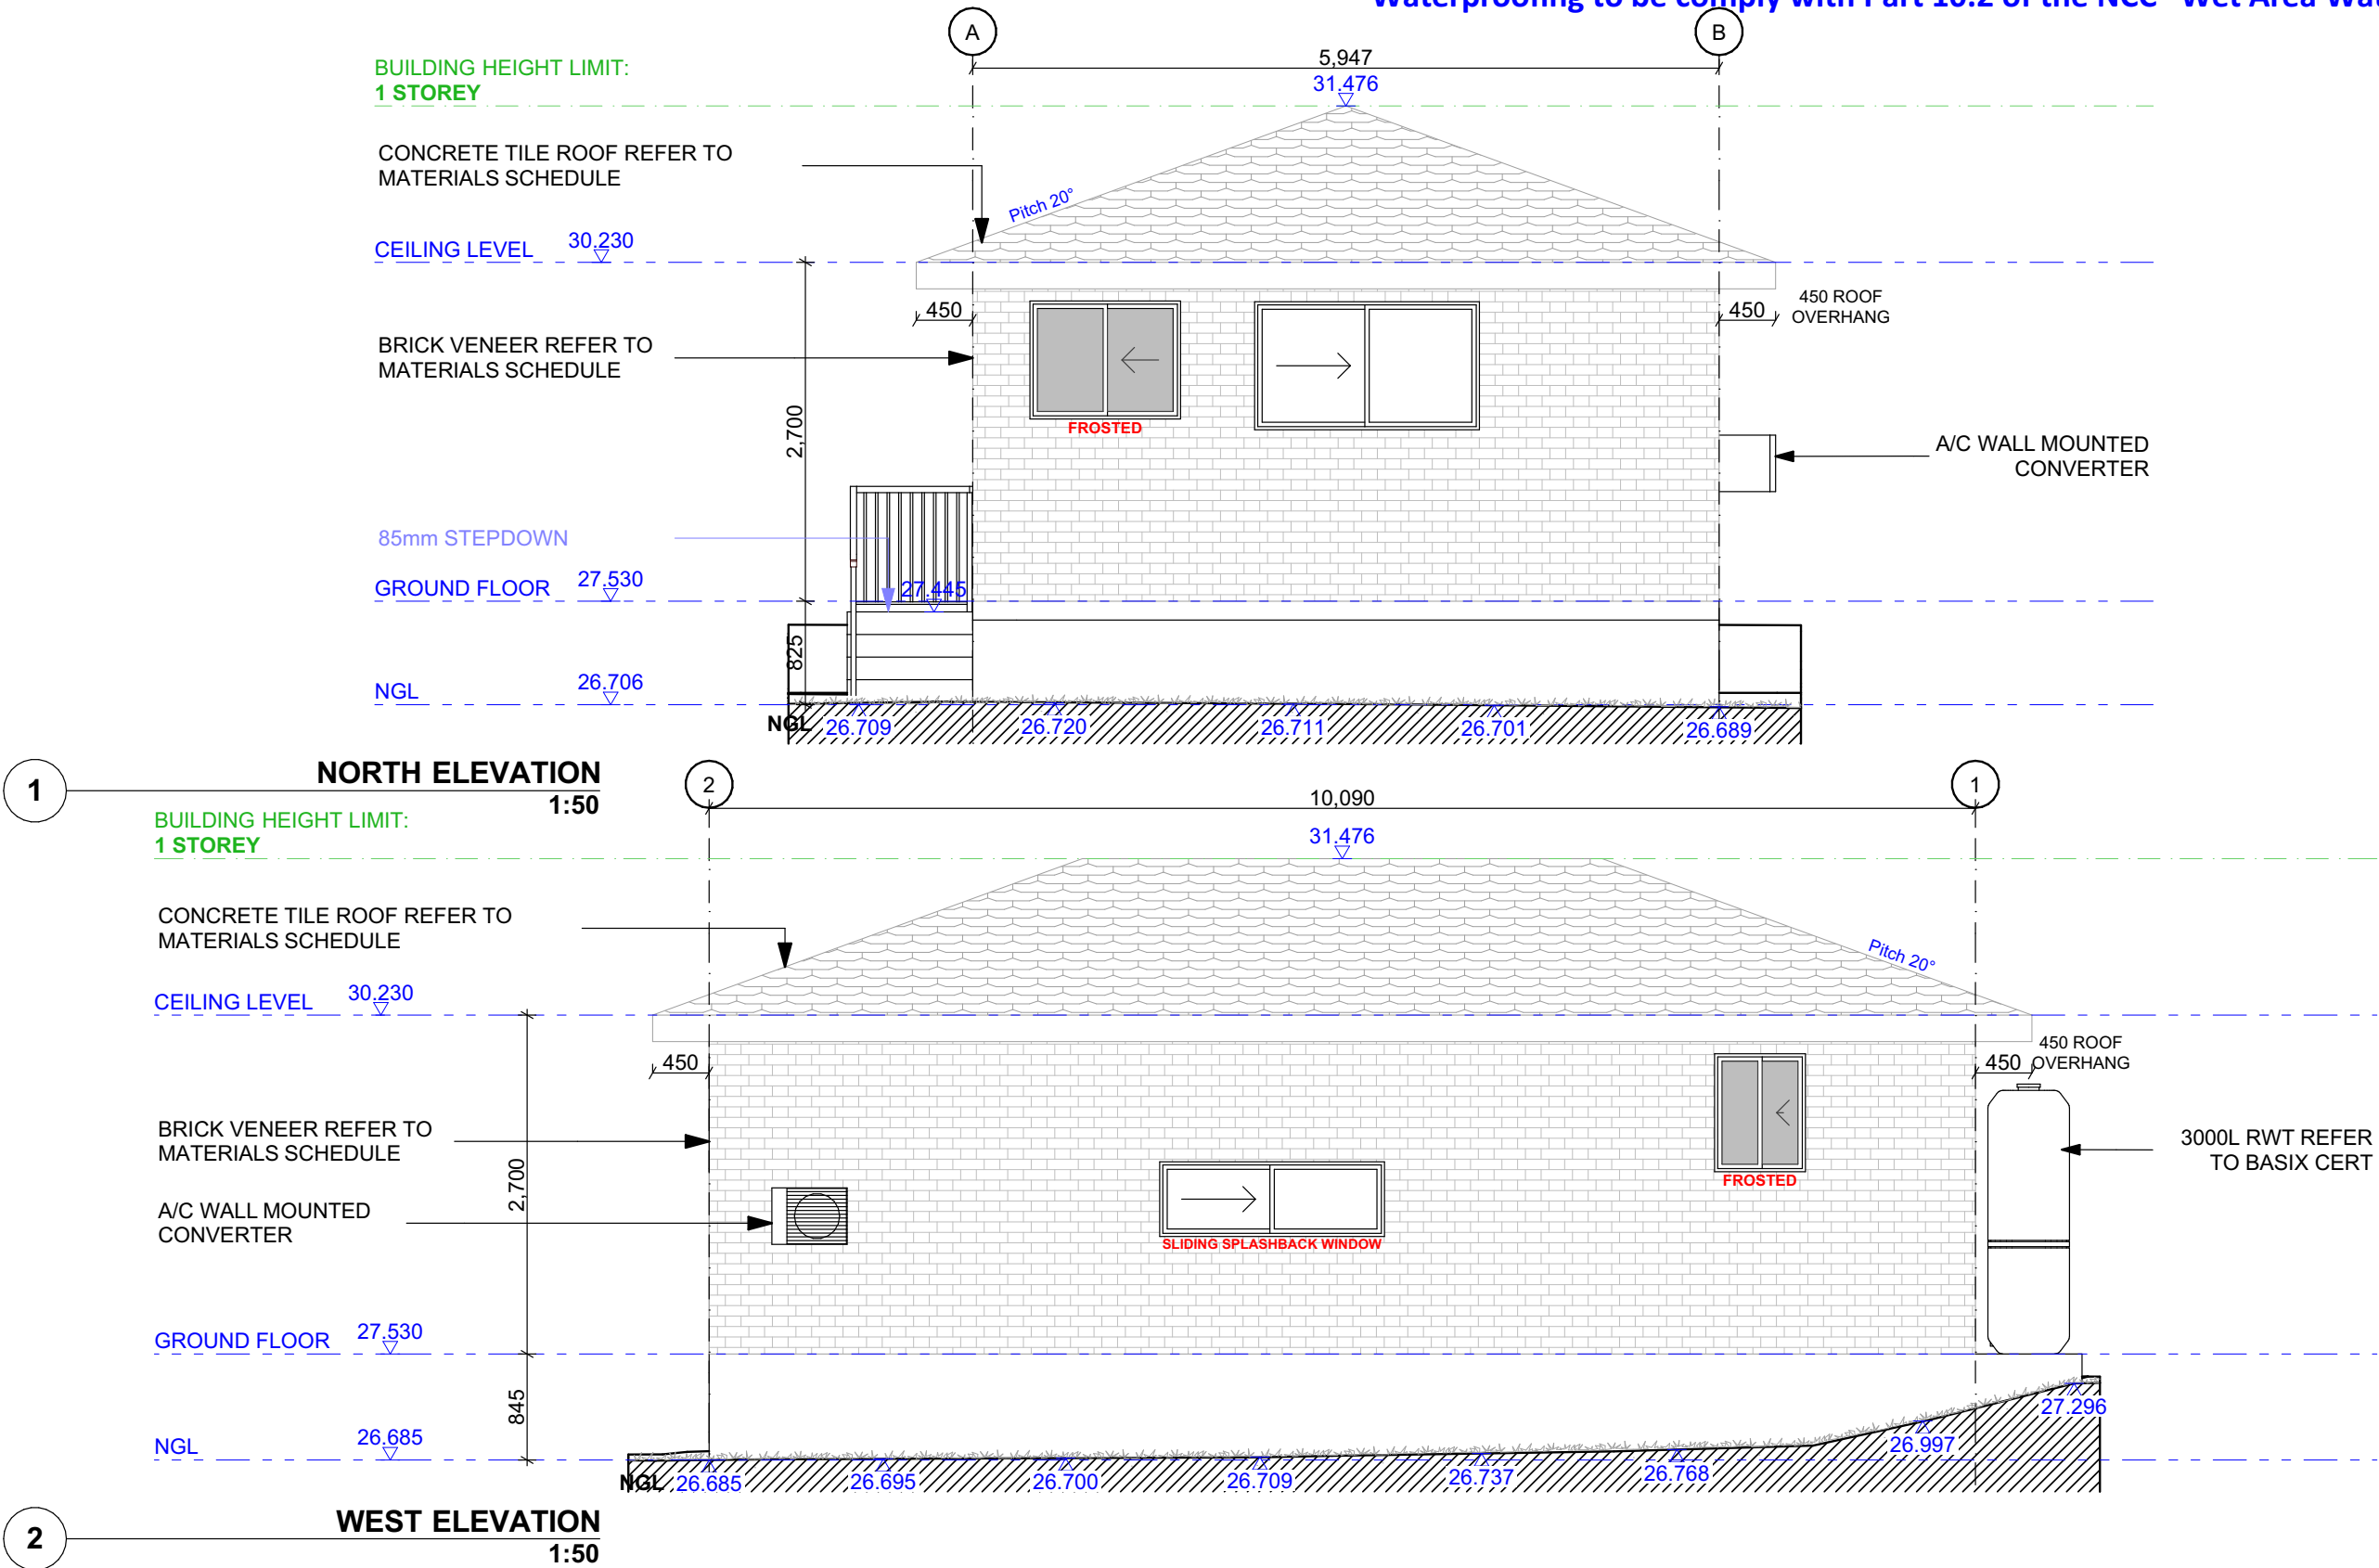 Waterproofing to be comply with Part 10.2 of the NCC "Wet Area
A
B
5,947
31.476
BUILDING HEIGHT LIMIT:
1 STOREY
CONCRETE TILE ROOF REFER TO
MATERIALS SCHEDULE
Pitch 20°
CEILING LEVEL 30.230
450
450
450 ROOF
OVERHANG
BRICK VENEER REFER TO
MATERIALS SCHEDULE
FROSTED
2,700
A/C WALL MOUNTED
CONVERTER
85mm STEPDOWN
GROUND FLOOR 27.530
27.445
825
NGL 26.706
NGL 26.709 26.720 26.711 26.701 26.689
1 NORTH ELEVATION
1:50
2
1
10,090
31.476
BUILDING HEIGHT LIMIT:
1 STOREY
CONCRETE TILE ROOF REFER TO
MATERIALS SCHEDULE
Pitch 20°
CEILING LEVEL 30.230
450
450
450 ROOF
OVERHANG
BRICK VENEER REFER TO
MATERIALS SCHEDULE
3000L RWT REFER
TO BASIX CERT
FROSTED
2,700
A/C WALL MOUNTED
CONVERTER
SLIDING SPLASHBACK WINDOW
GROUND FLOOR 27.530
845
NGL 26.685
27.296
26.997
NGL 26.685 26.695 26.700 26.709 26.737 26.768
2 WEST ELEVATION
1:50